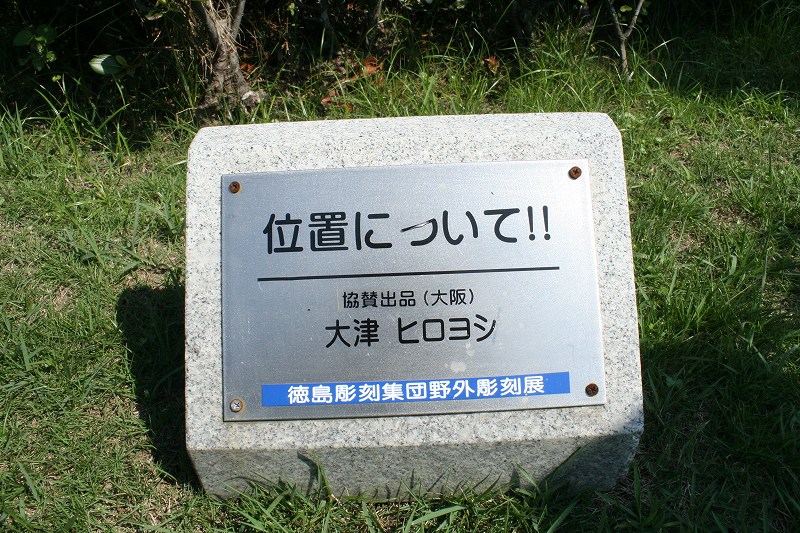 位置について!!
協賛出品(大阪)
大津 ヒロヨシ
徳島彫刻集団野外彫刻展